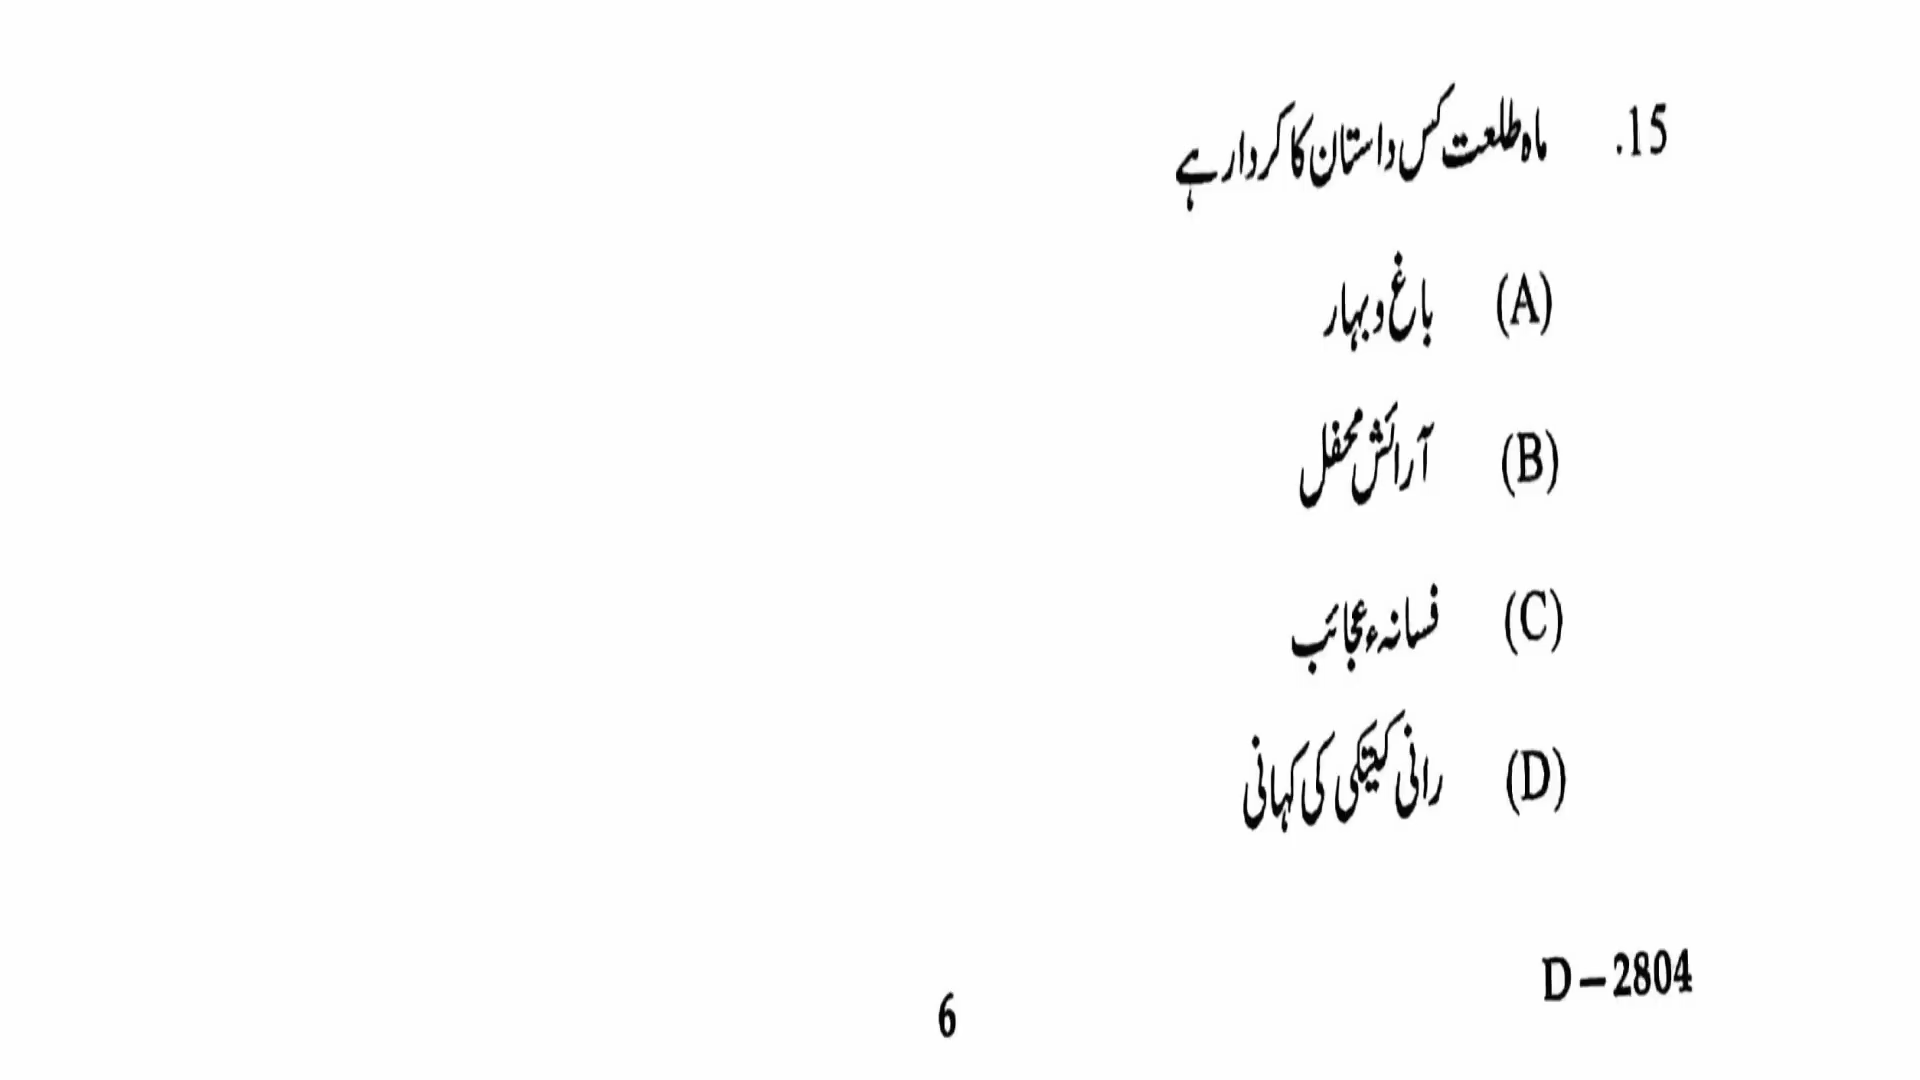 15. ماہ طلعت کس داستان کا کردار ہے
(A) باغ و بہار
(B) آرائش محفل
(C) فسانہء عجائب
(D) رانی کیتکی کی کہانی
D–2804
6